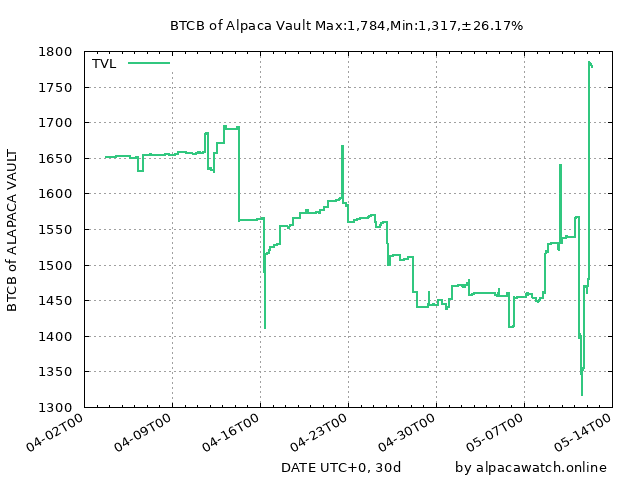 BTCB of Alpaca Vault Max:1,784,Min:1,317,±26.17%
TVL
1800
1750
1700
1650
1600
1550
1500
1450
1400
1350
1300
BTCB of ALAPACA VAULT
04-02T00
04-09T00
04-16T00
04-23T00
04-30T00
05-07T00
05-14T00
DATE UTC+0, 30d
by alpacawatch.online